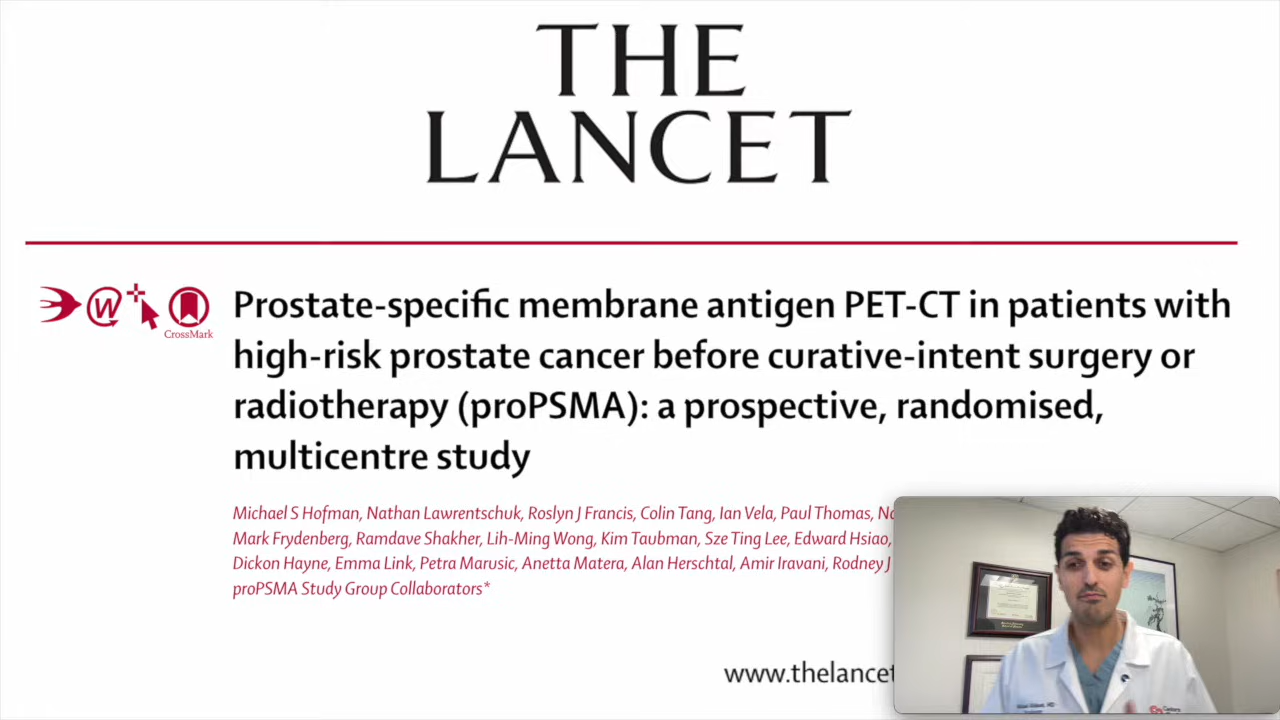 THE
LANCET
W
CrossMark
Prostate-specific membrane antigen PET-CT in patients with
high-risk prostate cancer before curative-intent surgery or
radiotherapy (proPSMA): a prospective, randomised,
multicentre study
Michael S Hofman, Nathan Lawrentschuk, Roslyn J Francis, Colin Tang, Ian Vela, Paul Thomas,
Mark Frydenberg, Ramdave Shakher, Lih-Ming Wong, Kim Taubman, Sze Ting Lee, Edward Hsiao,
Dickon Hayne, Emma Link, Petra Marusic, Anetta Matera, Alan Herschtal, Amir Iravani, Rodney J
proPSMA Study Group Collaborators*
www.thelancet